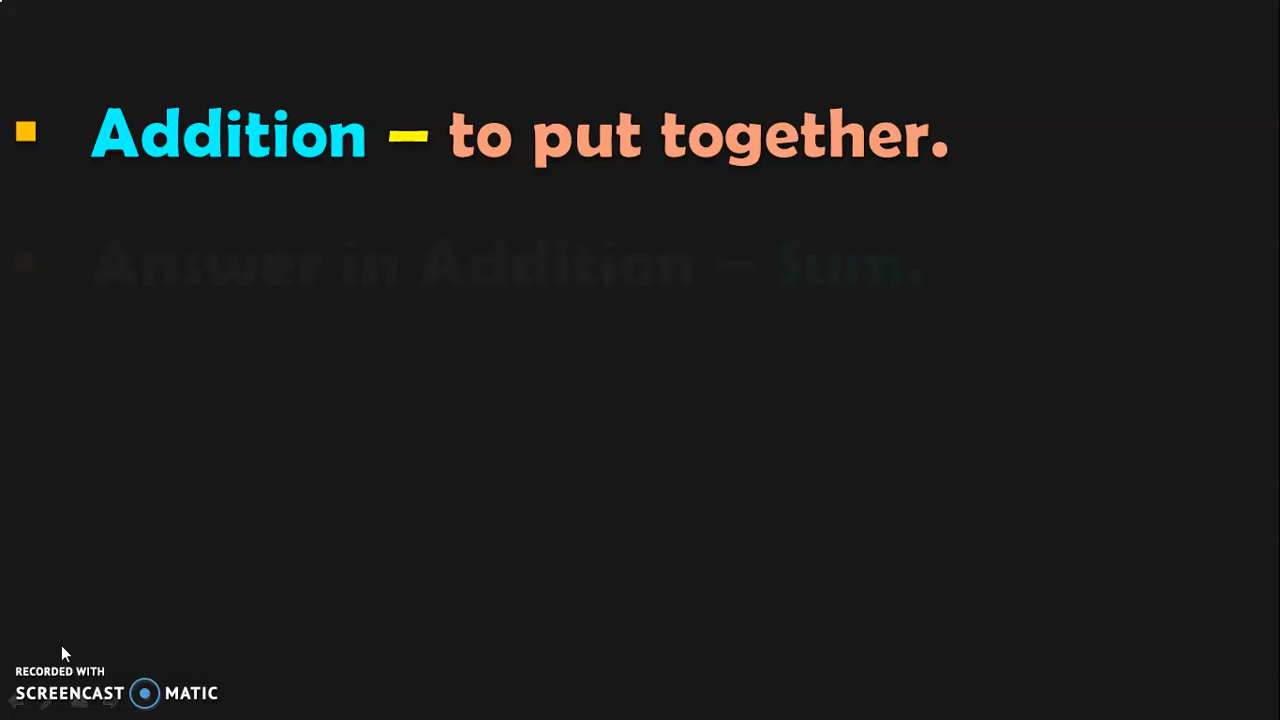 ▪ Addition – to put together.
▪ Answer in Addition – Sum.
RECORDED WITH
SCREENCAST MATIC